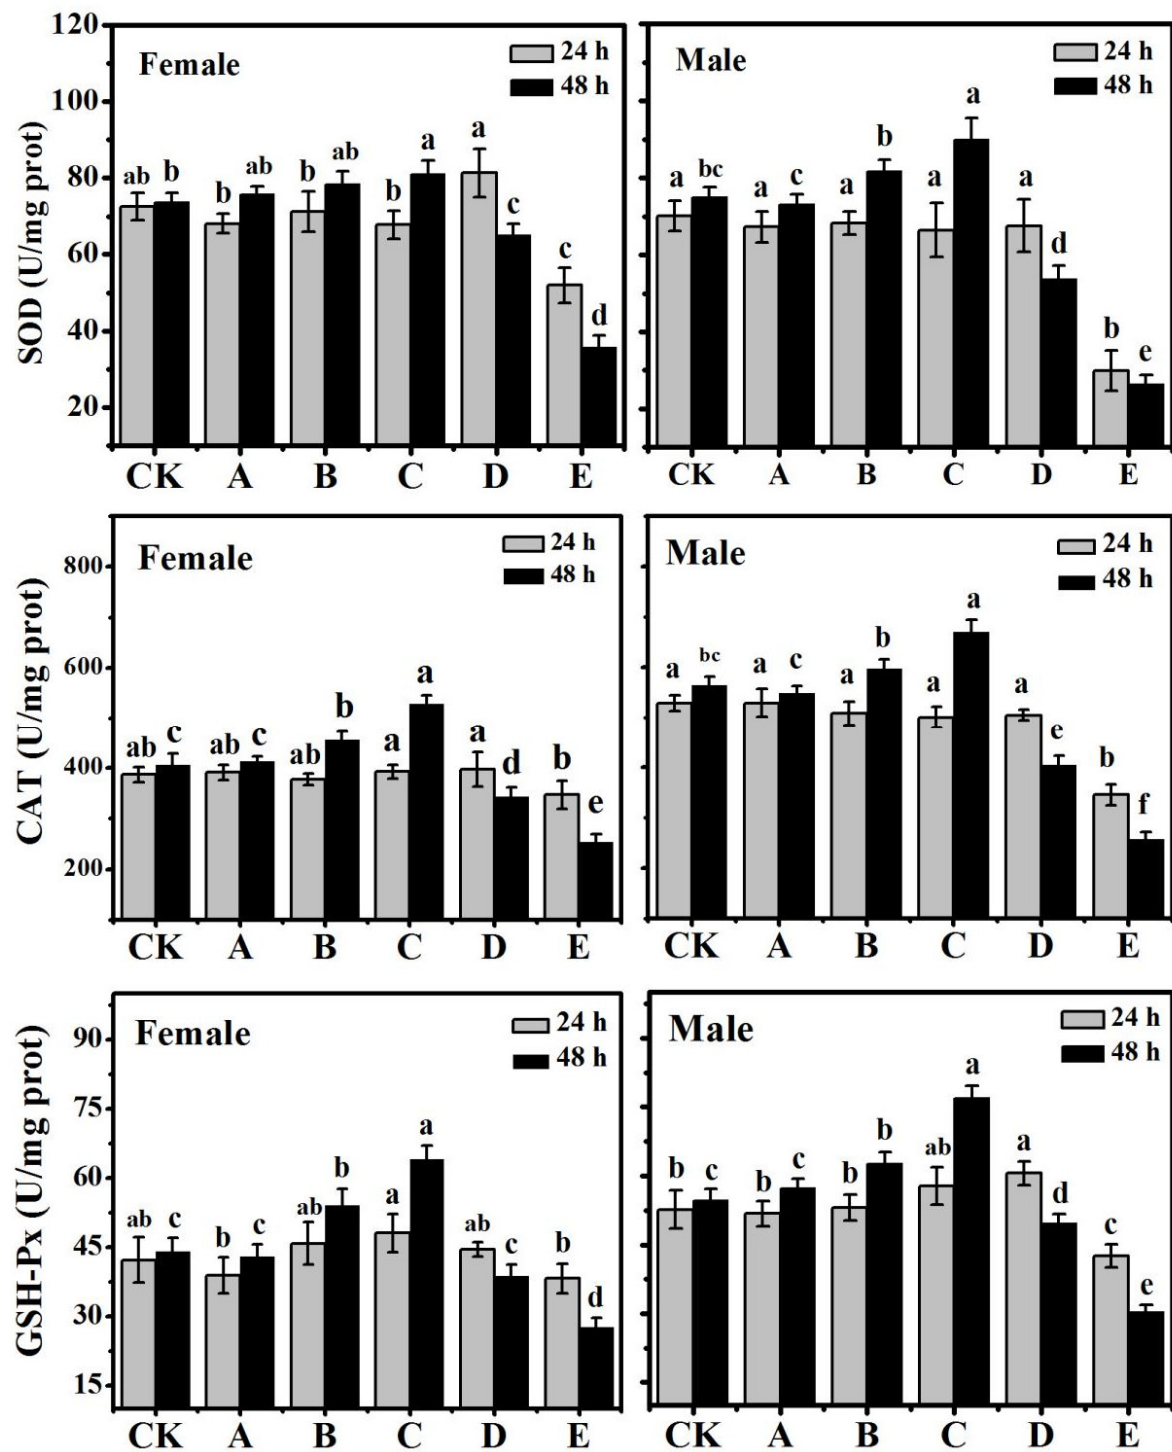 SOD (U/mg prot)
120
100
80
60
40
20
Female
24 h
48 h
ab b b ab b ab b a a c c d
CK A B C D E
Male
24 h
48 h
a bc a c a b a a a d b e
CK A B C D E
CAT (U/mg prot)
800
600
400
200
Female
24 h
48 h
ab c ab c ab b a a a d b e
CK A B C D E
Male
24 h
48 h
a bc a c a b a a a e b f
CK A B C D E
GSH-Px (U/mg prot)
90
75
60
45
30
15
Female
24 h
48 h
ab c b c ab b a a ab c b d
CK A B C D E
Male
24 h
48 h
b c b c b b ab a a d c e
CK A B C D E